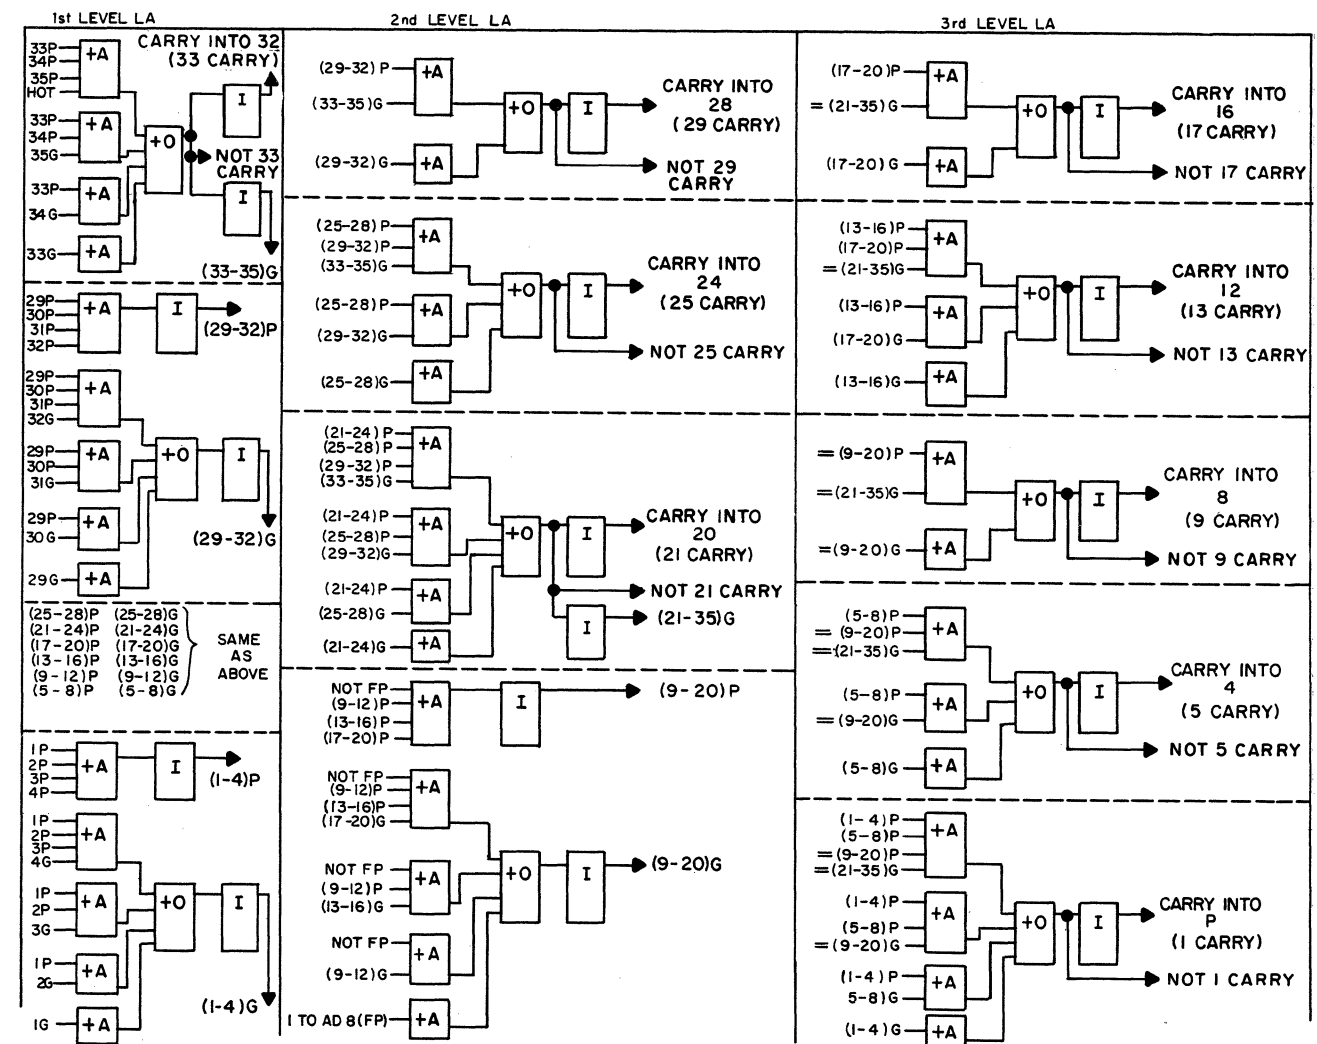 1st LEVEL LA
33P
34P
35P
HOT
+A
CARRY INTO 32
(33 CARRY)
I
33P
34P
35G
+A
+O
NOT 33
CARRY
33P
34G
+A
I
33G
+A
(33-35)G
29P
30P
31P
32P
+A
I
(29-32)P
29P
30P
31P
32G
+A
29P
30P
31G
+A
+O
I
29P
30G
+A
(29-32)G
29G
+A
(25-28)P (25-28)G
(21-24)P (21-24)G
(17-20)P (17-20)G
(13-16)P (13-16)G
(9-12)P (9-12)G
(5-8)P (5-8)G
SAME
AS
ABOVE
1P
2P
3P
4P
+A
I
(1-4)P
1P
2P
3P
4G
+A
1P
2P
3G
+A
+O
I
1P
2G
+A
(1-4)G
1G
+A
2nd LEVEL LA
(29-32)P
(33-35)G
+A
+O
I
CARRY INTO
28
(29 CARRY)
(29-32)G
+A
NOT 29
CARRY
(25-28)P
(29-32)P
(33-35)G
+A
(25-28)P
(29-32)G
+A
+O
I
CARRY INTO
24
(25 CARRY)
NOT 25 CARRY
(25-28)G
+A
(21-24)P
(25-28)P
(29-32)P
(33-35)G
+A
(21-24)P
(25-28)P
(29-32)G
+A
+O
I
CARRY INTO
20
(21 CARRY)
NOT 21 CARRY
(21-24)P
(25-28)G
+A
I
(21-35)G
(21-24)G
+A
NOT FP
(9-12)P
(13-16)P
(17-20)P
+A
I
(9-20)P
NOT FP
(9-12)P
(13-16)P
(17-20)G
+A
NOT FP
(9-12)P
(13-16)G
+A
+O
I
(9-20)G
NOT FP
(9-12)G
+A
1 TO AD 8(FP)
+A
3rd LEVEL LA
(17-20)P
=(21-35)G
+A
+O
I
CARRY INTO
16
(17 CARRY)
(17-20)G
+A
NOT 17 CARRY
(13-16)P
(17-20)P
=(21-35)G
+A
(13-16)P
(17-20)G
+A
+O
I
CARRY INTO
12
(13 CARRY)
NOT 13 CARRY
(13-16)G
+A
=(9-20)P
=(21-35)G
+A
+O
I
CARRY INTO
8
(9 CARRY)
=(9-20)G
+A
NOT 9 CARRY
(5-8)P
=(9-20)P
=(21-35)G
+A
(5-8)P
=(9-20)G
+A
+O
I
CARRY INTO
4
(5 CARRY)
NOT 5 CARRY
(5-8)G
+A
(1-4)P
(5-8)P
=(9-20)P
=(21-35)G
+A
(1-4)P
(5-8)P
=(9-20)G
+A
+O
I
CARRY INTO
P
(1 CARRY)
(1-4)P
5-8)G
+A
NOT 1 CARRY
(1-4)G
+A